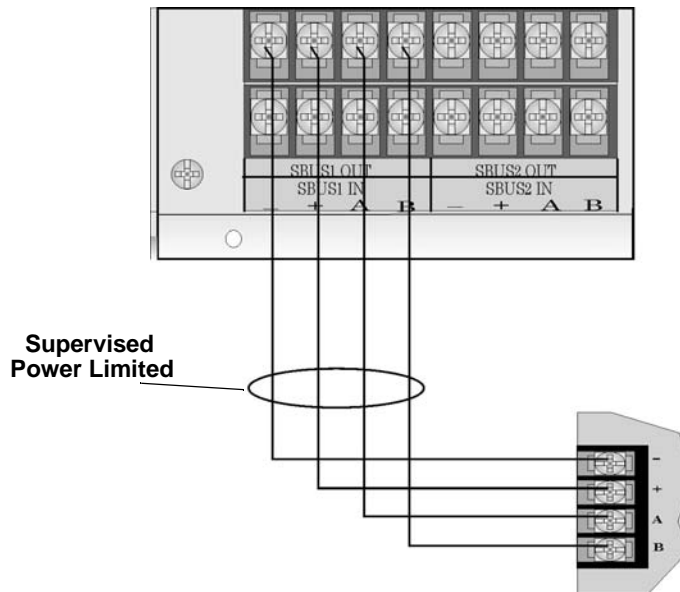 SBUS1 OUT SBUS2 OUT
SBUS1 IN SBUS2 IN
- + A B - + A B
Supervised
Power Limited
-
+
A
B